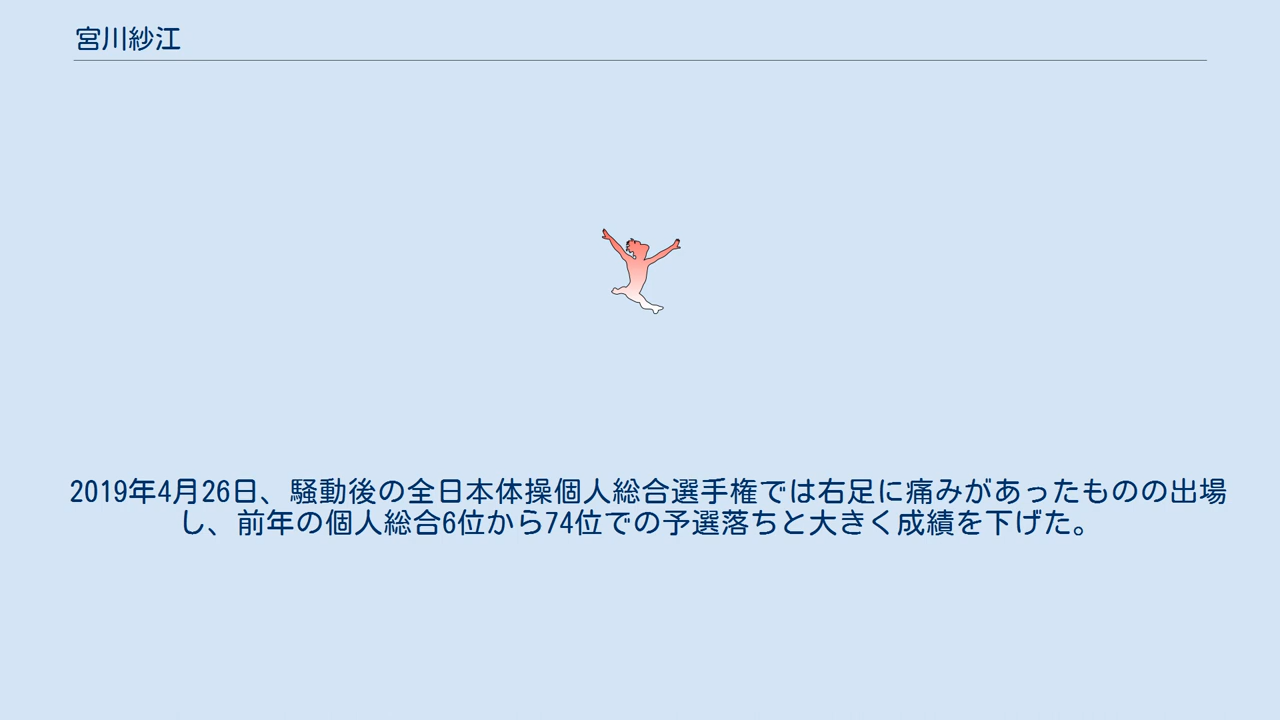 宮川紗江
2019年4月26日、騒動後の全日本体操個人総合選手権では右足に痛みがあったものの出場
し、前年の個人総合6位から74位での予選落ちと大きく成績を下げた。